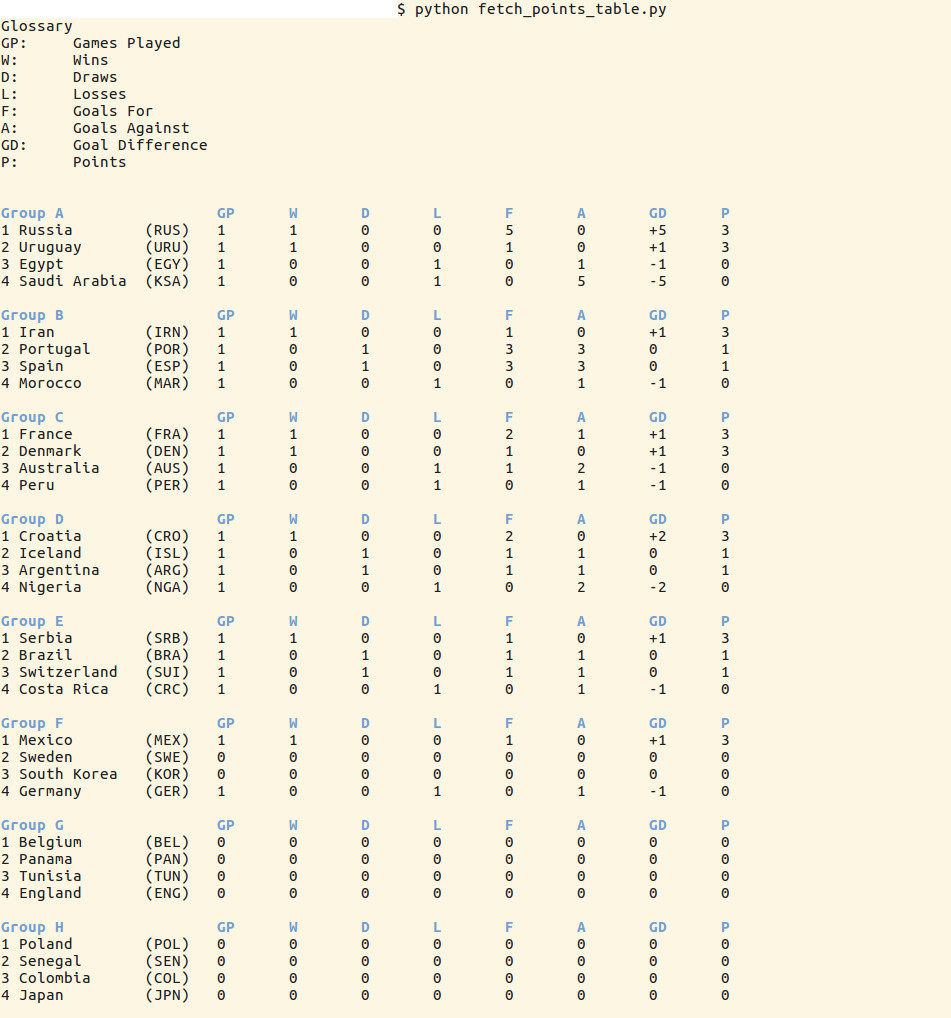 $ python fetch_points_table.py
Glossary
GP: Games Played
W: Wins
D: Draws
L: Losses
F: Goals For
A: Goals Against
GD: Goal Difference
P: Points
Group A GP W D L F A GD P
1 Russia (RUS) 1 1 0 0 5 0 +5 3
2 Uruguay (URU) 1 1 0 0 1 0 +1 3
3 Egypt (EGY) 1 0 0 1 0 1 -1 0
4 Saudi Arabia (KSA) 1 0 0 1 0 5 -5 0
Group B GP W D L F A GD P
1 Iran (IRN) 1 1 0 0 1 0 +1 3
2 Portugal (POR) 1 0 1 0 3 3 0 1
3 Spain (ESP) 1 0 1 0 3 3 0 1
4 Morocco (MAR) 1 0 0 1 0 1 -1 0
Group C GP W D L F A GD P
1 France (FRA) 1 1 0 0 2 1 +1 3
2 Denmark (DEN) 1 1 0 0 1 0 +1 3
3 Australia (AUS) 1 0 0 1 1 2 -1 0
4 Peru (PER) 1 0 0 1 0 1 -1 0
Group D GP W D L F A GD P
1 Croatia (CRO) 1 1 0 0 2 0 +2 3
2 Iceland (ISL) 1 0 1 0 1 1 0 1
3 Argentina (ARG) 1 0 1 0 1 1 0 1
4 Nigeria (NGA) 1 0 0 1 0 2 -2 0
Group E GP W D L F A GD P
1 Serbia (SRB) 1 1 0 0 1 0 +1 3
2 Brazil (BRA) 1 0 1 0 1 1 0 1
3 Switzerland (SUI) 1 0 1 0 1 1 0 1
4 Costa Rica (CRC) 1 0 0 1 0 1 -1 0
Group F GP W D L F A GD P
1 Mexico (MEX) 1 1 0 0 1 0 +1 3
2 Sweden (SWE) 0 0 0 0 0 0 0 0
3 South Korea (KOR) 0 0 0 0 0 0 0 0
4 Germany (GER) 1 0 0 1 0 1 -1 0
Group G GP W D L F A GD P
1 Belgium (BEL) 0 0 0 0 0 0 0 0
2 Panama (PAN) 0 0 0 0 0 0 0 0
3 Tunisia (TUN) 0 0 0 0 0 0 0 0
4 England (ENG) 0 0 0 0 0 0 0 0
Group H GP W D L F A GD P
1 Poland (POL) 0 0 0 0 0 0 0 0
2 Senegal (SEN) 0 0 0 0 0 0 0 0
3 Colombia (COL) 0 0 0 0 0 0 0 0
4 Japan (JPN) 0 0 0 0 0 0 0 0